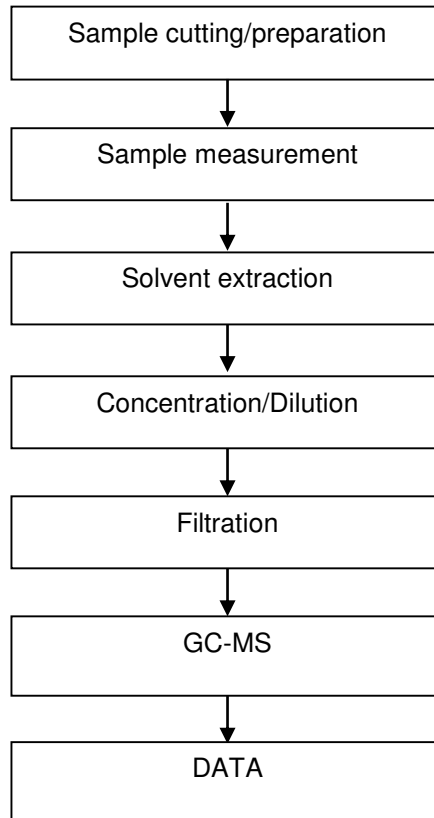 Sample cutting/preparation
Sample measurement
Solvent extraction
Concentration/Dilution
Filtration
GC-MS
DATA